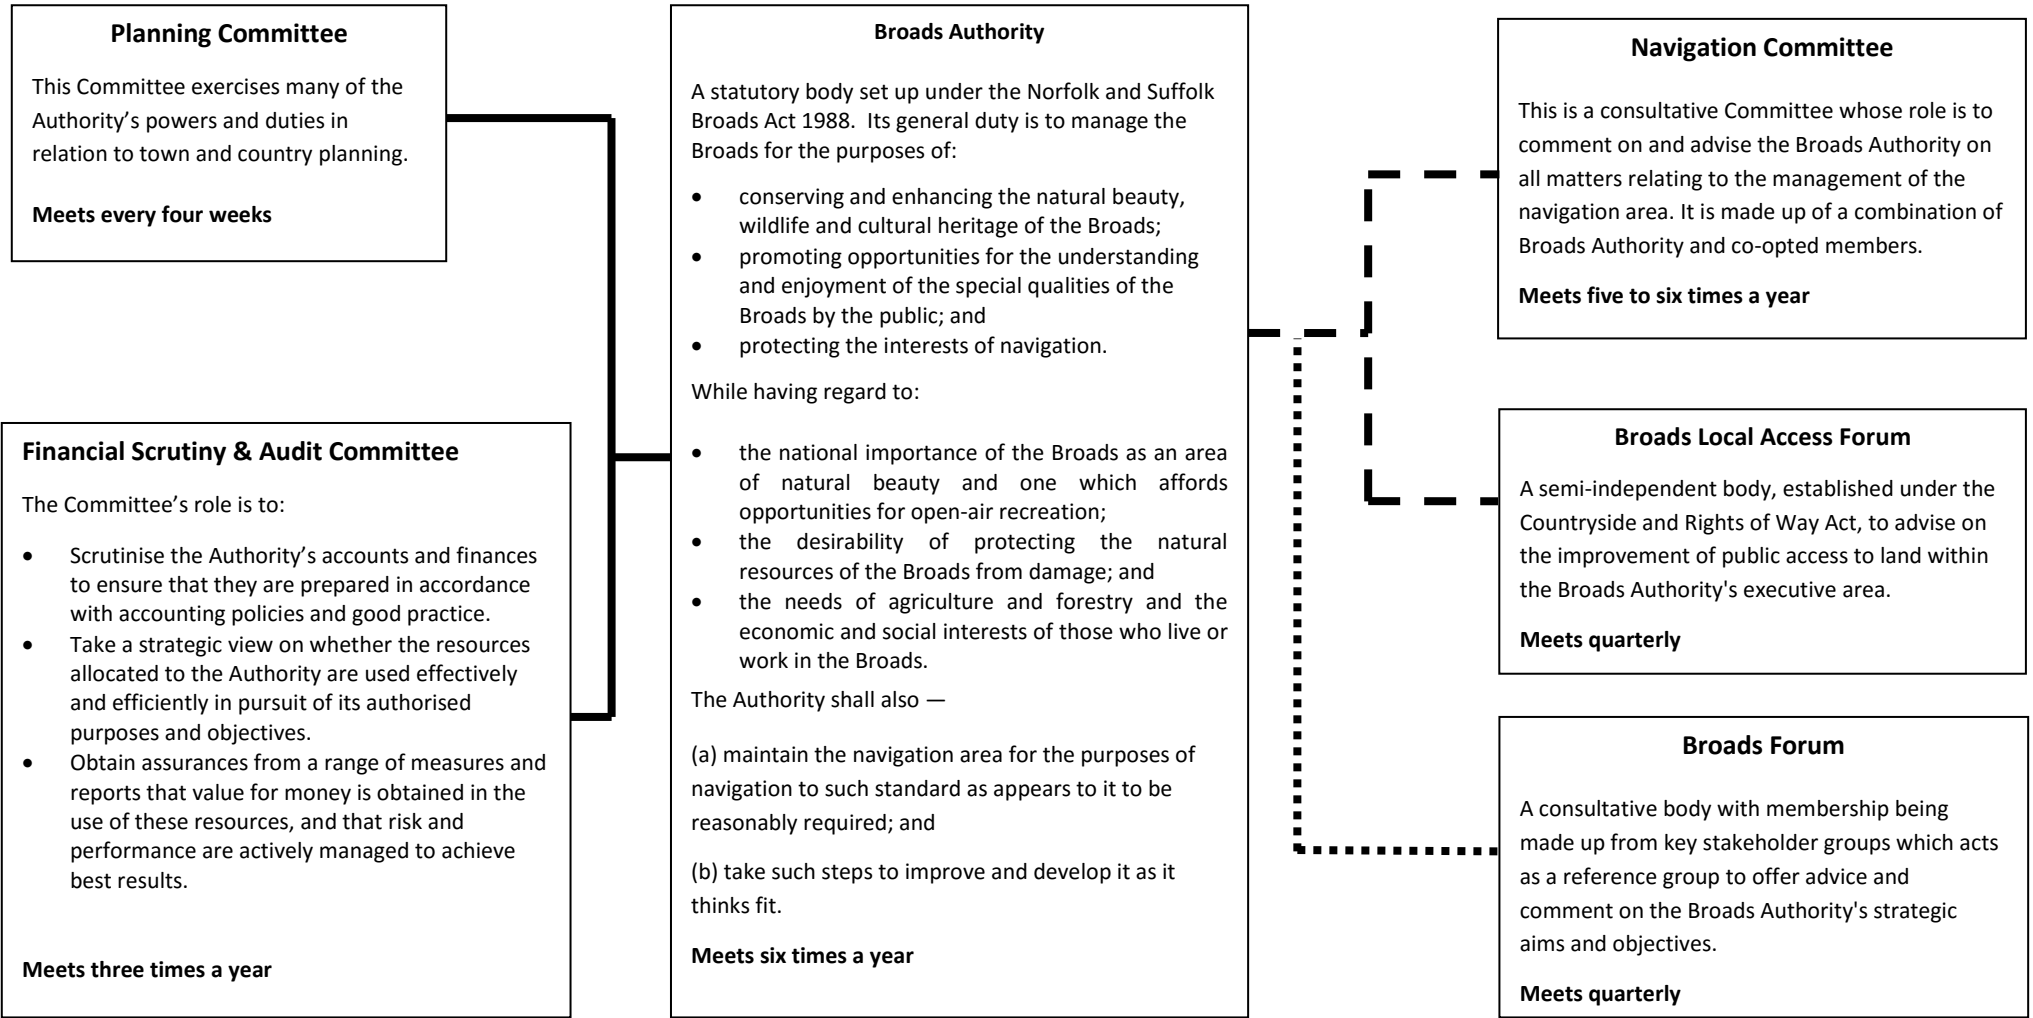 Planning Committee
This Committee exercises many of the
Authority’s powers and duties in
relation to town and country planning.
Meets every four weeks
Financial Scrutiny & Audit Committee
The Committee’s role is to:
• Scrutinise the Authority’s accounts and finances
to ensure that they are prepared in accordance
with accounting policies and good practice.
• Take a strategic view on whether the resources
allocated to the Authority are used effectively
and efficiently in pursuit of its authorised
purposes and objectives.
• Obtain assurances from a range of measures and
reports that value for money is obtained in the
use of these resources, and that risk and
performance are actively managed to achieve
best results.
Meets three times a year
Broads Authority
A statutory body set up under the Norfolk and Suffolk
Broads Act 1988.  Its general duty is to manage the
Broads for the purposes of:
• conserving and enhancing the natural beauty,
wildlife and cultural heritage of the Broads;
• promoting opportunities for the understanding
and enjoyment of the special qualities of the
Broads by the public; and
• protecting the interests of navigation.
While having regard to:
• the national importance of the Broads as an area
of natural beauty and one which affords
opportunities for open-air recreation;
• the desirability of protecting the natural
resources of the Broads from damage; and
• the needs of agriculture and forestry and the
economic and social interests of those who live or
work in the Broads.
The Authority shall also —
(a) maintain the navigation area for the purposes of
navigation to such standard as appears to it to be
reasonably required; and
(b) take such steps to improve and develop it as it
thinks fit.
Meets six times a year
Navigation Committee
This is a consultative Committee whose role is to
comment on and advise the Broads Authority on
all matters relating to the management of the
navigation area. It is made up of a combination of
Broads Authority and co-opted members.
Meets five to six times a year
Broads Local Access Forum
A semi-independent body, established under the
Countryside and Rights of Way Act, to advise on
the improvement of public access to land within
the Broads Authority's executive area.
Meets quarterly
Broads Forum
A consultative body with membership being
made up from key stakeholder groups which acts
as a reference group to offer advice and
comment on the Broads Authority's strategic
aims and objectives.
Meets quarterly